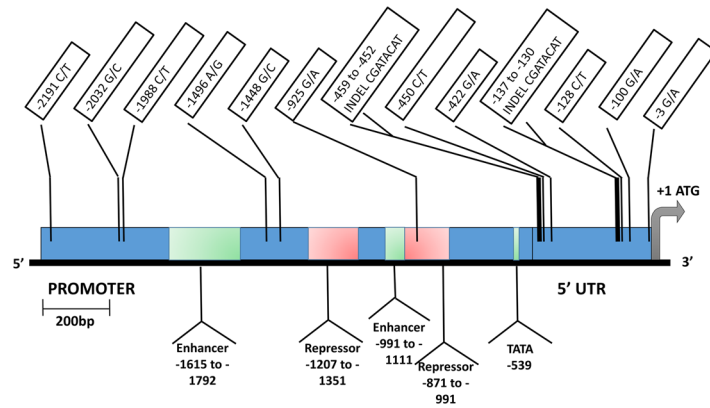 -2191 C/T
-2032 G/C
-1988 C/T
-1496 A/G
-1448 G/C
-925 G/A
-459 to -452
INDEL CGATACAT
-450 C/T
-422 G/A
-137 to -130
INDEL CGATACAT
-128 C/T
-100 G/A
-3 G/A
+1 ATG
5’
3’
PROMOTER
5’ UTR
200bp
Enhancer
-1615 to -
1792
Repressor
-1207 to -
1351
Enhancer
-991 to -
1111
Repressor
-871 to -
991
TATA
-539